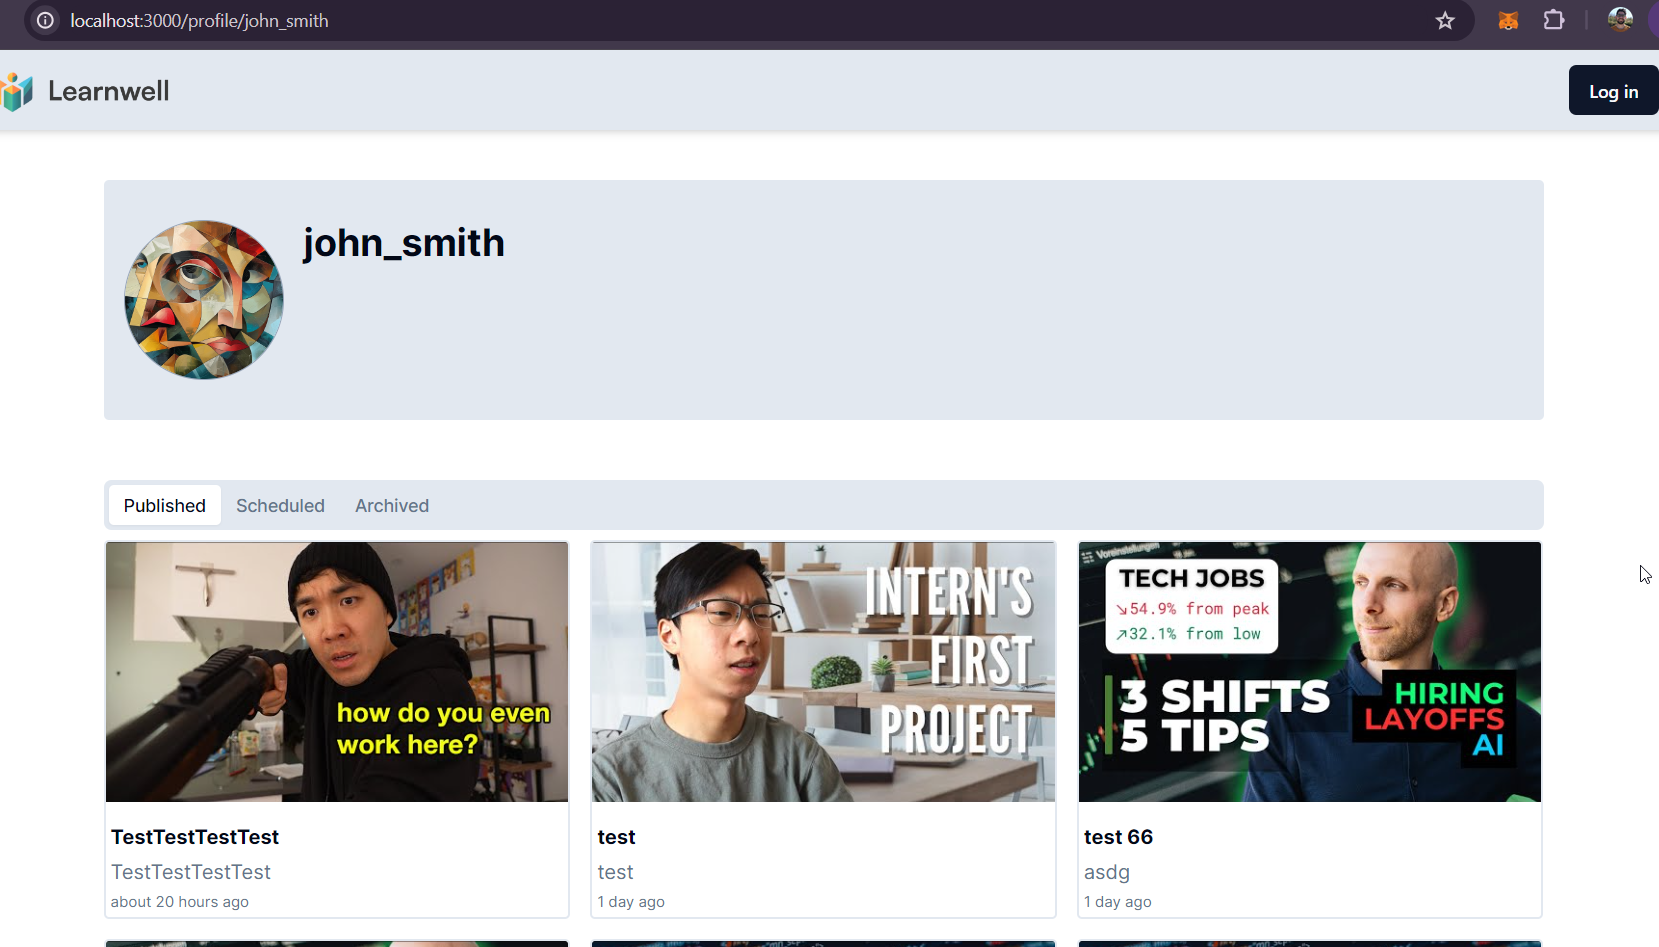 localhost:3000/profile/john_smith
Learnwell
Log in
john_smith
Published
Scheduled
Archived
how do you even
work here?
INTERN'S
FIRST
PROJECT
Voreinstellungen
TECH JOBS
↘54.9% from peak
↗32.1% from low
3 SHIFTS
5 TIPS
HIRING
LAYOFFS
AI
TestTestTestTest
TestTestTestTest
about 20 hours ago
test
test
1 day ago
test 66
asdg
1 day ago